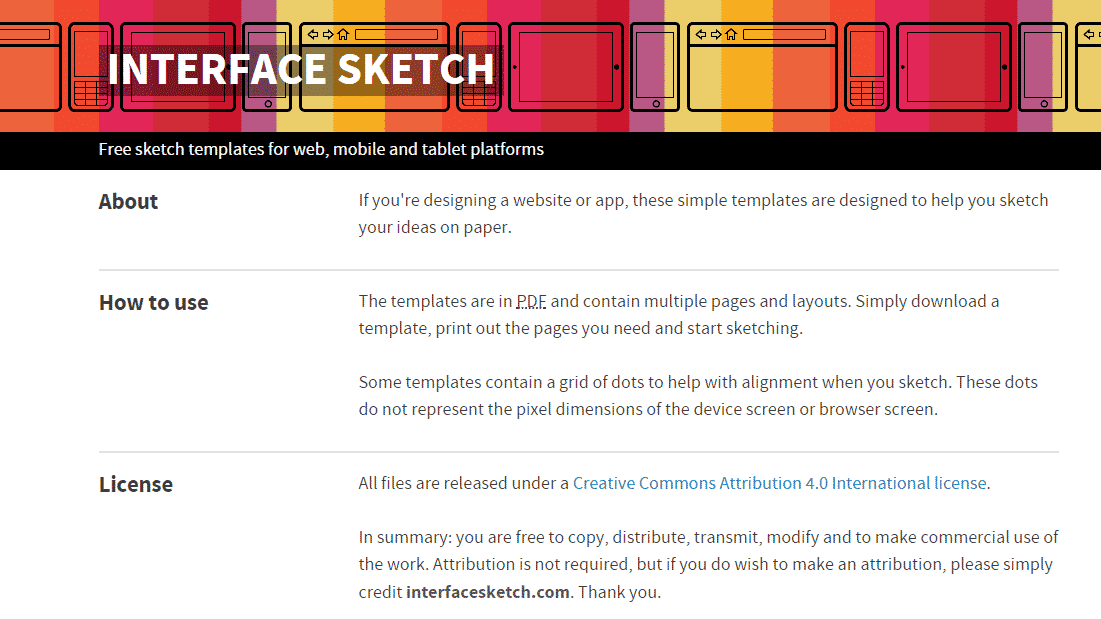 INTERFACE SKETCH
Free sketch templates for web, mobile and tablet platforms
About
If you're designing a website or app, these simple templates are designed to help you sketch
your ideas on paper.
How to use
The templates are in PDF and contain multiple pages and layouts. Simply download a
template, print out the pages you need and start sketching.
Some templates contain a grid of dots to help with alignment when you sketch. These dots
do not represent the pixel dimensions of the device screen or browser screen.
License
All files are released under a Creative Commons Attribution 4.0 International license.
In summary: you are free to copy, distribute, transmit, modify and to make commercial use of
the work. Attribution is not required, but if you do wish to make an attribution, please simply
credit interfacesketch.com. Thank you.